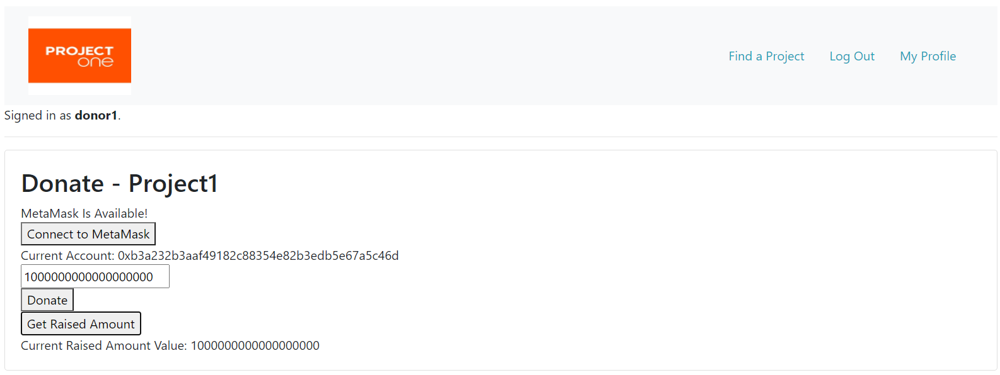 PROJECT
one
Find a Project Log Out My Profile
Signed in as donor1.
Donate - Project1
MetaMask Is Available!
Connect to MetaMask
Current Account: 0xb3a232b3aaf49182c88354e82b3edb5e67a5c46d
1000000000000000000
Donate
Get Raised Amount
Current Raised Amount Value: 1000000000000000000